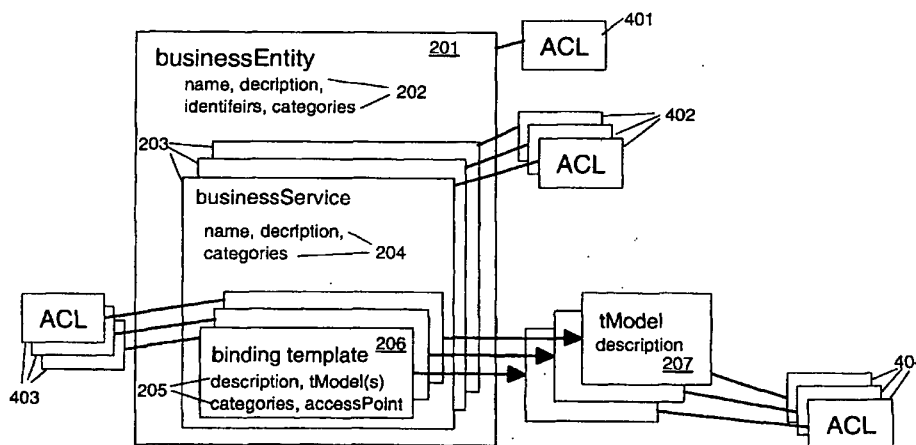 401
201
ACL
businessEntity
name, decription,
identifeirs, categories
202
402
ACL
203
businessService
name, decription,
categories
204
ACL
403
tModel
description
207
binding template 206
205
description, tModel(s)
categories, accessPoint
40
ACL